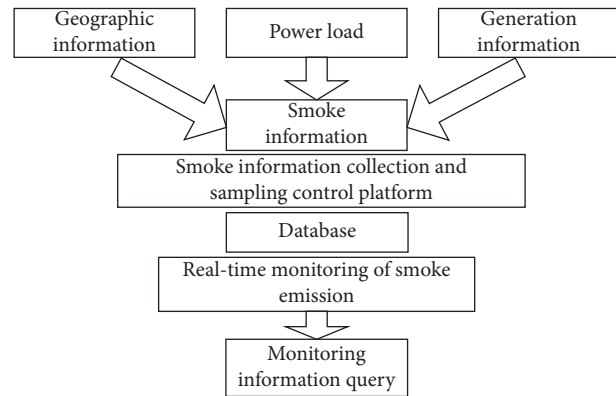 Geographic
information
Power load
Generation
information
Smoke
information
Smoke information collection and
sampling control platform
Database
Real-time monitoring of smoke
emission
Monitoring
information query